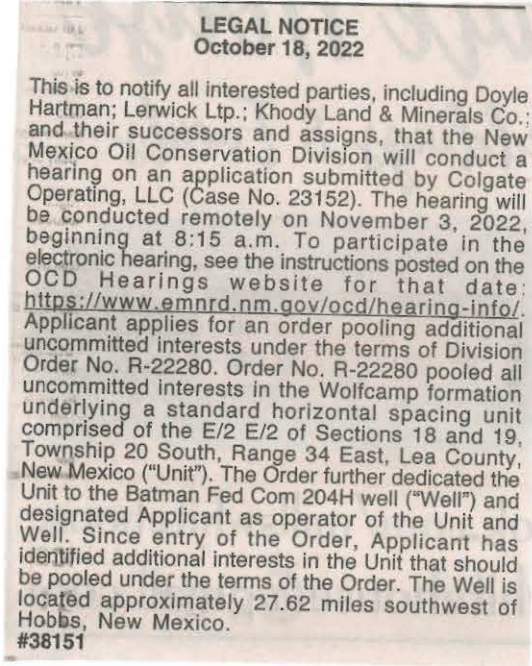 LEGAL NOTICE
October 18, 2022
This is to notify all interested parties, including Doyle
Hartman; Lerwick Ltp.; Khody Land & Minerals Co.;
and their successors and assigns, that the New
Mexico Oil Conservation Division will conduct a
hearing on an application submitted by Colgate
Operating, LLC (Case No. 23152). The hearing will
be conducted remotely on November 3, 2022,
beginning at 8:15 a.m. To participate in the
electronic hearing, see the instructions posted on the
OCD Hearings website for that date:
https://www.emnrd.nm.gov/ocd/hearing-info/.
Applicant applies for an order pooling additional
uncommitted interests under the terms of Division
Order No. R-22280. Order No. R-22280 pooled all
uncommitted interests in the Wolfcamp formation
underlying a standard horizontal spacing unit
comprised of the E/2 E/2 of Sections 18 and 19,
Township 20 South, Range 34 East, Lea County,
New Mexico ("Unit"). The Order further dedicated the
Unit to the Batman Fed Com 204H well ("Well") and
designated Applicant as operator of the Unit and
Well. Since entry of the Order, Applicant has
identified additional interests in the Unit that should
be pooled under the terms of the Order. The Well is
located approximately 27.62 miles southwest of
Hobbs, New Mexico.
#38151